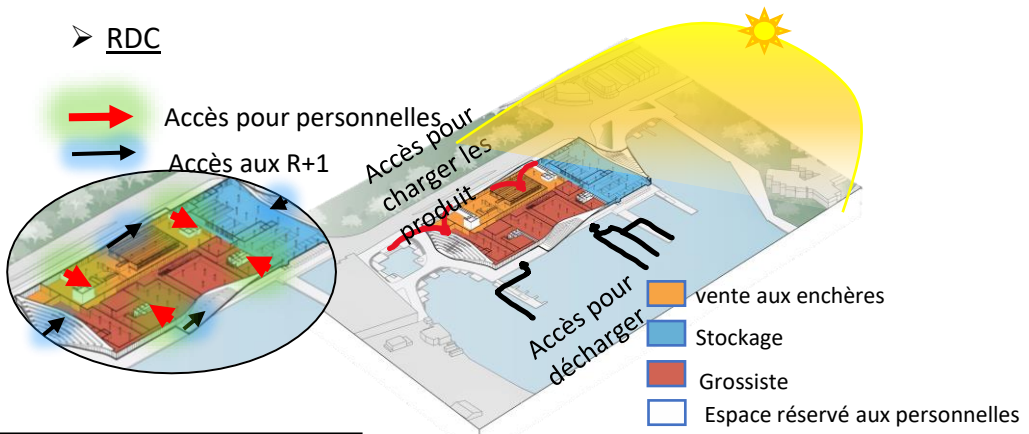 ➢ RDC
Accès pour personnelles
Accès aux R+1
Accès pour
charger les
produit
Accès pour
décharger
vente aux enchères
Stockage
Grossiste
Espace réservé aux personnelles